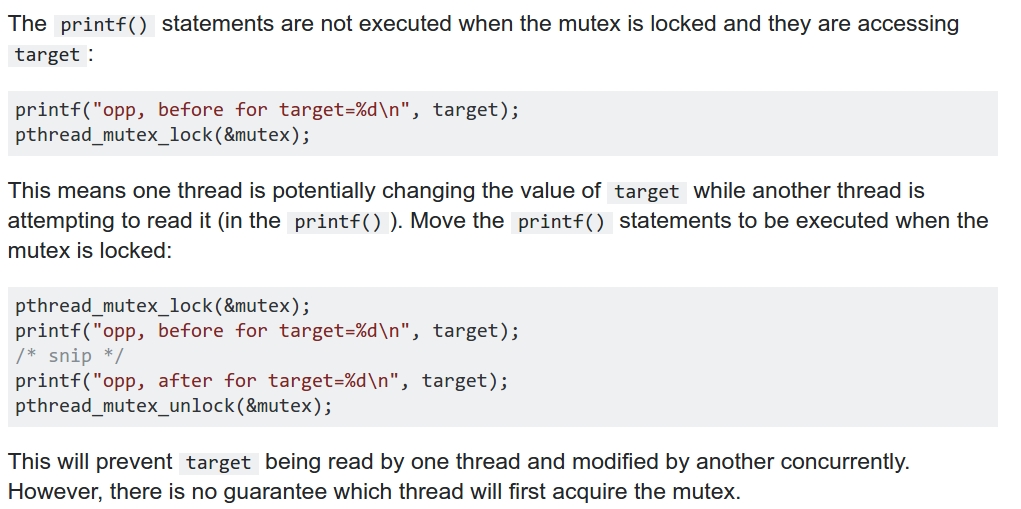 The printf() statements are not executed when the mutex is locked and they are accessing
target :
printf("opp, before for target=%d\n", target);
pthread_mutex_lock(&mutex);
This means one thread is potentially changing the value of target while another thread is
attempting to read it (in the printf() ). Move the printf() statements to be executed when the
mutex is locked:
pthread_mutex_lock(&mutex);
printf("opp, before for target=%d\n", target);
/* snip */
printf("opp, after for target=%d\n", target);
pthread_mutex_unlock(&mutex);
This will prevent target being read by one thread and modified by another concurrently.
However, there is no guarantee which thread will first acquire the mutex.